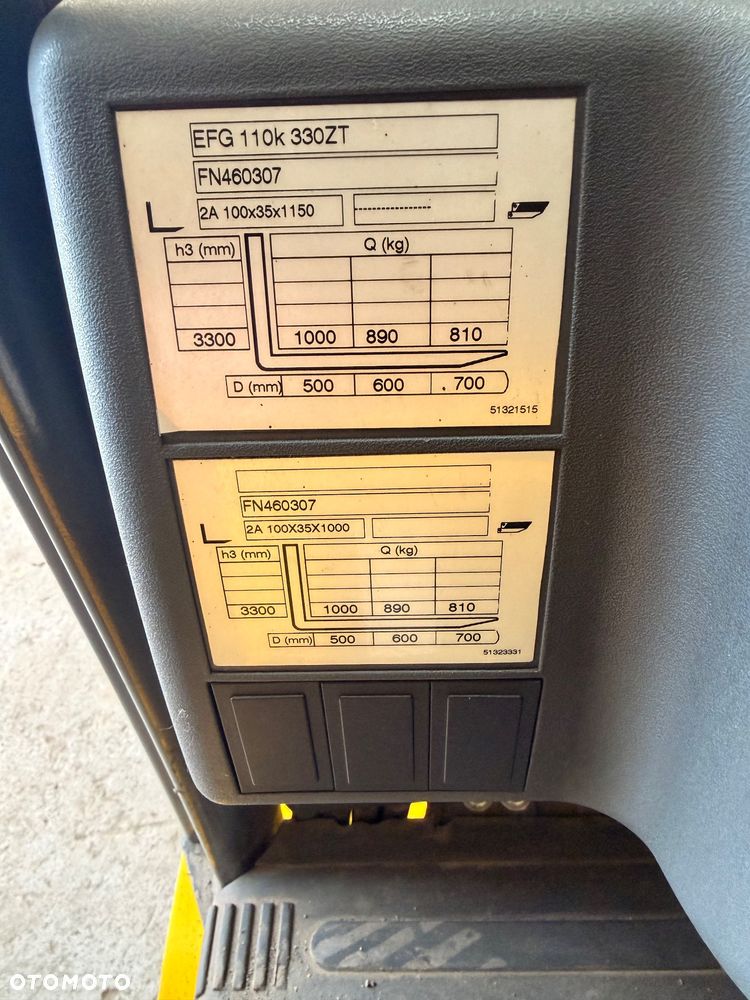 EFG 110k 330ZT
FN460307
2A 100x35x1150
h3 (mm) Q (kg)
3300 1000 890 810
D (mm) 500 600 700
51321515
FN460307
2A 100X35X1000
h3 (mm) Q (kg)
3300 1000 890 810
D (mm) 500 600 700
51323331
OTOMOTO